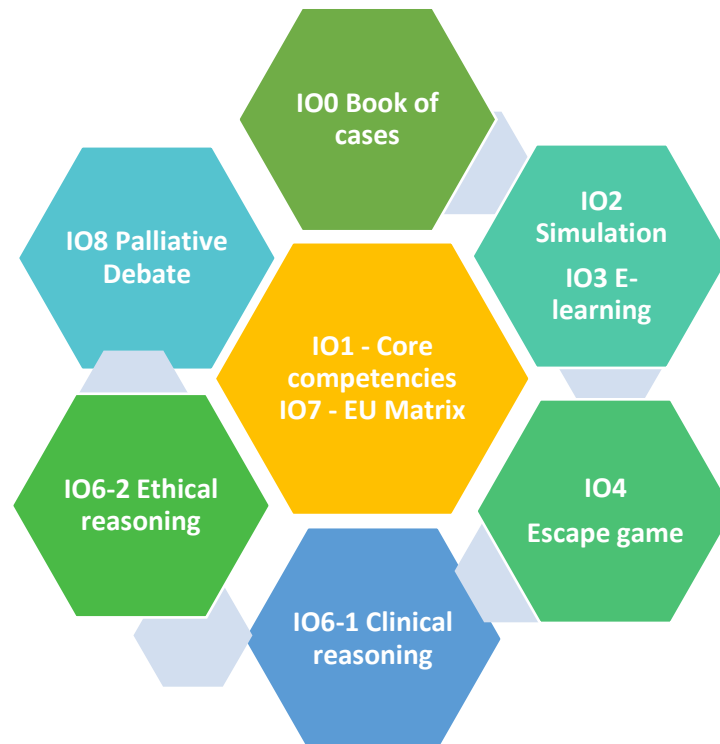 IO0 Book of
cases
IO8 Palliative
Debate
IO2
Simulation
IO3 E-
learning
IO1 - Core
competencies
IO7 - EU Matrix
IO6-2 Ethical
reasoning
IO4
Escape game
IO6-1 Clinical
reasoning